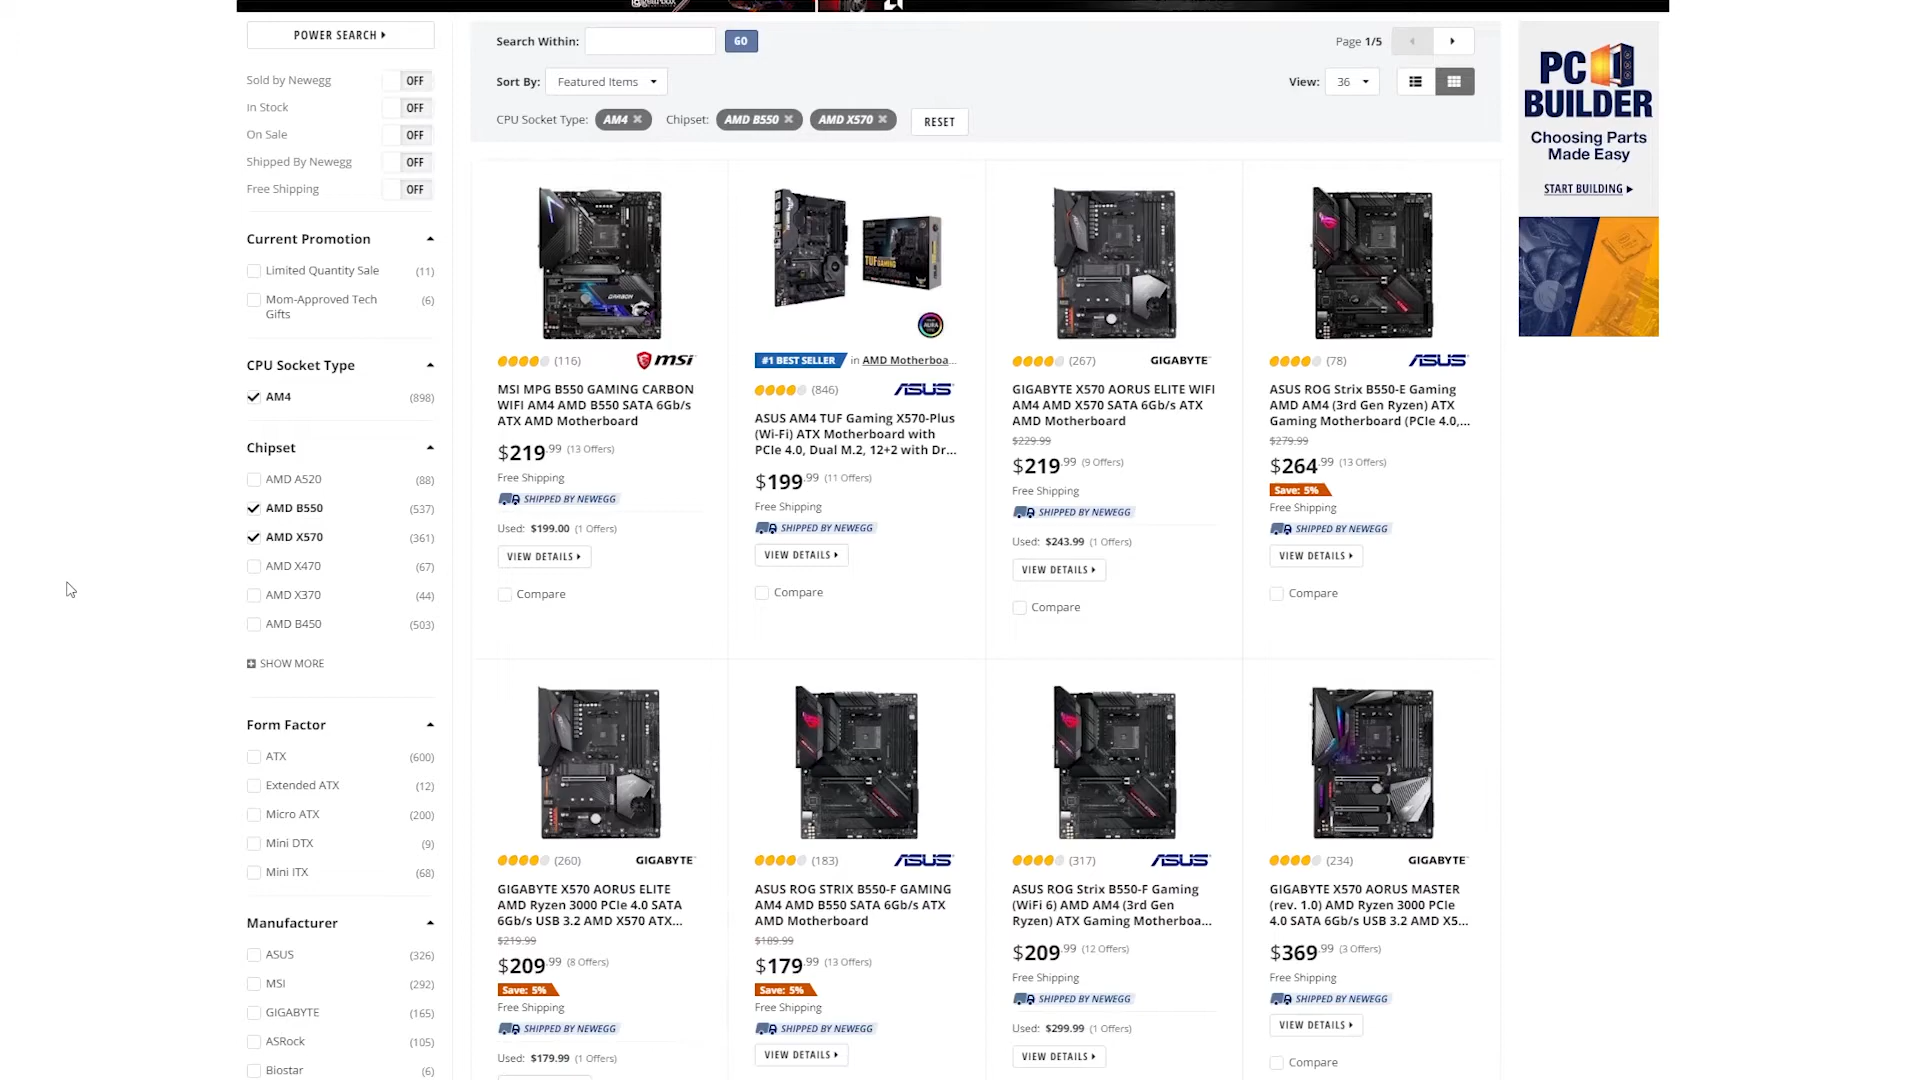 POWER SEARCH
Sold by Newegg OFF
In Stock OFF
On Sale OFF
Shipped By Newegg OFF
Free Shipping OFF
Current Promotion
Limited Quantity Sale (11)
Mom-Approved Tech
Gifts (6)
CPU Socket Type
AM4 (898)
Chipset
AMD A520 (88)
AMD B550 (537)
AMD X570 (361)
AMD X470 (67)
AMD X370 (44)
AMD B450 (503)
SHOW MORE
Form Factor
ATX (600)
Extended ATX (12)
Micro ATX (200)
Mini DTX (9)
Mini ITX (68)
Manufacturer
ASUS (326)
MSI (292)
GIGABYTE (165)
ASRock (105)
Biostar (6)
Search Within: GO
Page 1/5
Sort By: Featured Items
View: 36
CPU Socket Type: AM4 Chipset: AMD B550 AMD X570 RESET
(116) msi
MSI MPG B550 GAMING CARBON
WIFI AM4 AMD B550 SATA 6Gb/s
ATX AMD Motherboard
$219.99 (13 Offers)
Free Shipping
SHIPPED BY NEWEGG
Used: $199.00 (1 Offers)
VIEW DETAILS
Compare
TUF GAMING
AURA
#1 BEST SELLER in AMD Motherboa...
(846) ASUS
ASUS AM4 TUF Gaming X570-Plus
(Wi-Fi) ATX Motherboard with
PCIe 4.0, Dual M.2, 12+2 with Dr...
$199.99 (11 Offers)
Free Shipping
SHIPPED BY NEWEGG
VIEW DETAILS
Compare
(267) GIGABYTE
GIGABYTE X570 AORUS ELITE WIFI
AM4 AMD X570 SATA 6Gb/s ATX
AMD Motherboard
$229.99
$219.99 (9 Offers)
Free Shipping
SHIPPED BY NEWEGG
Used: $243.99 (1 Offers)
VIEW DETAILS
Compare
(78) ASUS
ASUS ROG Strix B550-E Gaming
AMD AM4 (3rd Gen Ryzen) ATX
Gaming Motherboard (PCIe 4.0,...
$279.99
$264.99 (13 Offers)
Save: 5%
Free Shipping
SHIPPED BY NEWEGG
VIEW DETAILS
Compare
(260) GIGABYTE
GIGABYTE X570 AORUS ELITE
AMD Ryzen 3000 PCIe 4.0 SATA
6Gb/s USB 3.2 AMD X570 ATX...
$219.99
$209.99 (8 Offers)
Save: 5%
Free Shipping
SHIPPED BY NEWEGG
Used: $179.99 (1 Offers)
(183) ASUS
ASUS ROG STRIX B550-F GAMING
AM4 AMD B550 SATA 6Gb/s ATX
AMD Motherboard
$189.99
$179.99 (13 Offers)
Save: 5%
Free Shipping
SHIPPED BY NEWEGG
VIEW DETAILS
(317) ASUS
ASUS ROG Strix B550-F Gaming
(WiFi 6) AMD AM4 (3rd Gen
Ryzen) ATX Gaming Motherboa...
$209.99 (12 Offers)
Free Shipping
SHIPPED BY NEWEGG
Used: $299.99 (1 Offers)
VIEW DETAILS
(234) GIGABYTE
GIGABYTE X570 AORUS MASTER
(rev. 1.0) AMD Ryzen 3000 PCIe
4.0 SATA 6Gb/s USB 3.2 AMD X5...
$369.99 (3 Offers)
Free Shipping
SHIPPED BY NEWEGG
VIEW DETAILS
Compare
PC
BUILDER
Choosing Parts
Made Easy
START BUILDING